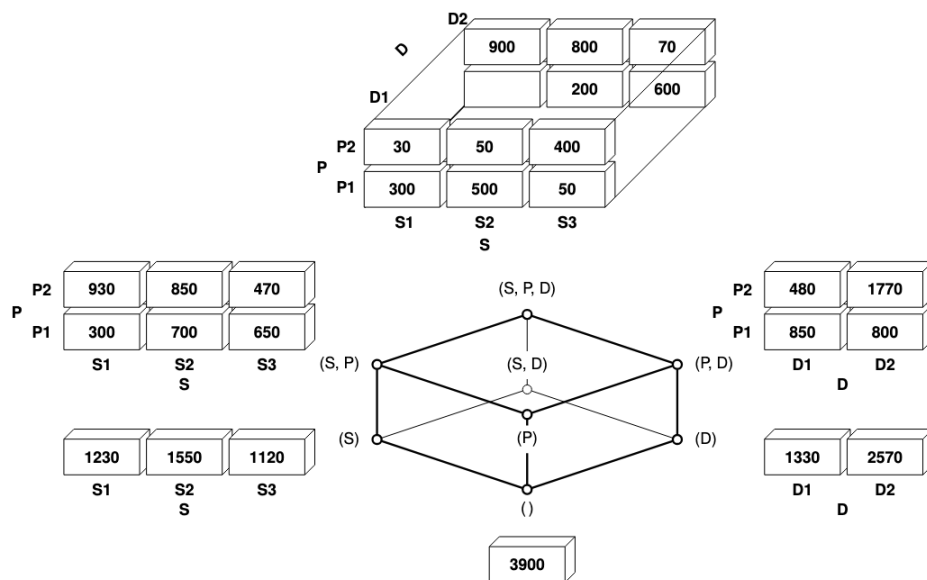 D2
900 800 70
D
D1
200 600
P2 30 50 400
P
P1 300 500 50
S1 S2 S3
S
P2 930 850 470
P
P1 300 700 650
S1 S2 S3
S
(S, P, D)
(S, P) (S, D) (P, D)
(S) (P) (D)
()
P2 480 1770
P
P1 850 800
D1 D2
D
1230 1550 1120
S1 S2 S3
S
1330 2570
D1 D2
D
3900